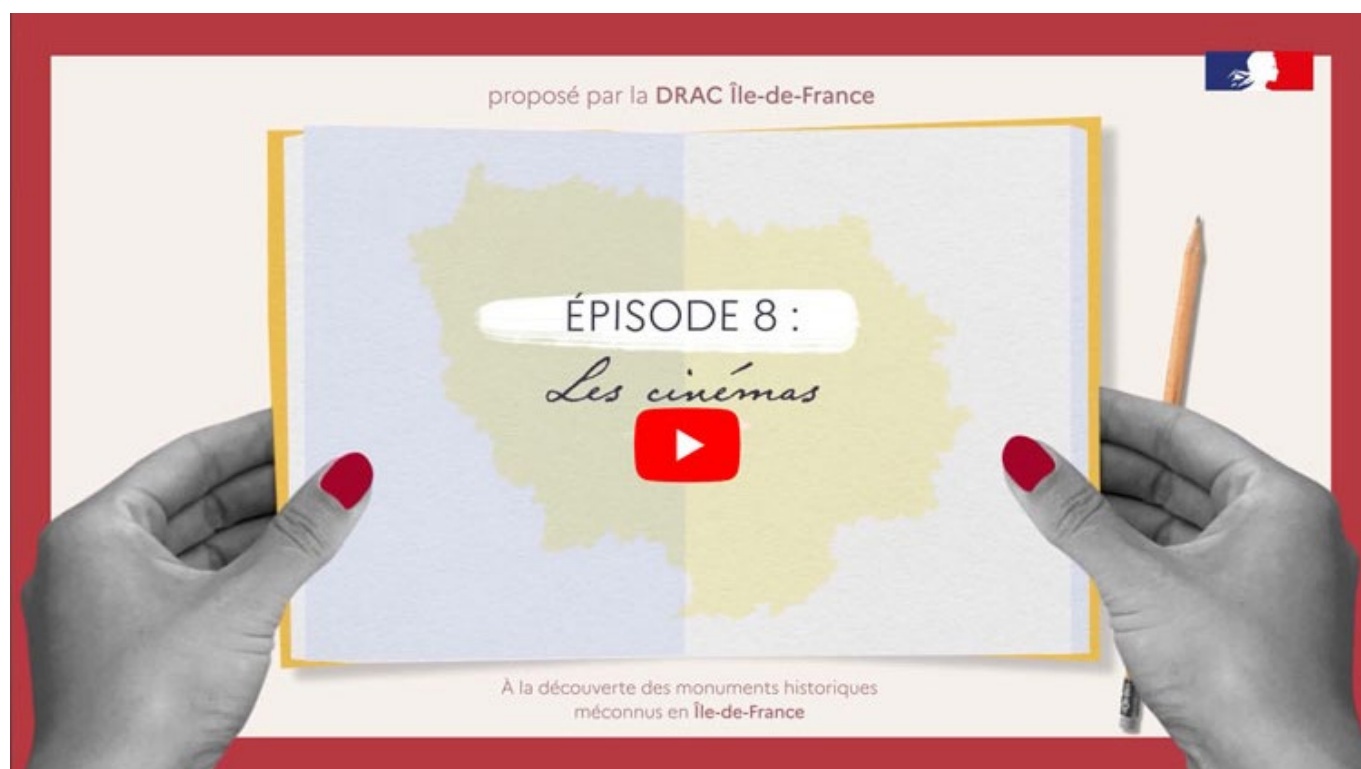 proposé par la DRAC Île-de-France
ÉPISODE 8 :
Les cinémas
À la découverte des monuments historiques
méconnus en Île-de-France